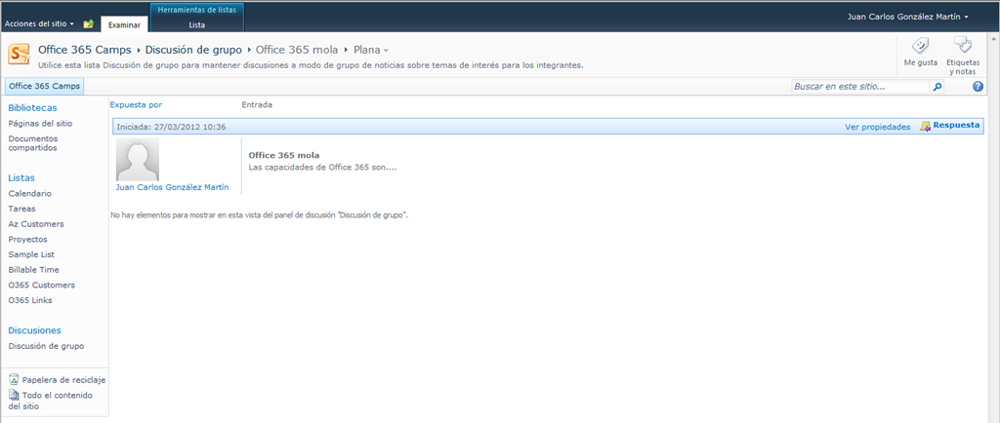 Herramientas de listas
Acciones del sitio
Examinar
Lista
Juan Carlos González Martín
Office 365 Camps Discusión de grupo Office 365 mola Plana
Utilice esta lista Discusión de grupo para mantener discusiones a modo de grupo de noticias sobre temas de interés para los integrantes.
Me gusta
Etiquetas
y notas
Office 365 Camps
Buscar en este sitio...
Bibliotecas
Páginas del sitio
Documentos
compartidos
Listas
Calendario
Tareas
Az Customers
Proyectos
Sample List
Billable Time
O365 Customers
O365 Links
Discusiones
Discusión de grupo
Papelera de reciclaje
Todo el contenido
del sitio
Expuesta por
Entrada
Iniciada: 27/03/2012 10:36
Ver propiedades
Respuesta
Juan Carlos González Martín
Office 365 mola
Las capacidades de Office 365 son....
No hay elementos para mostrar en esta vista del panel de discusión "Discusión de grupo".